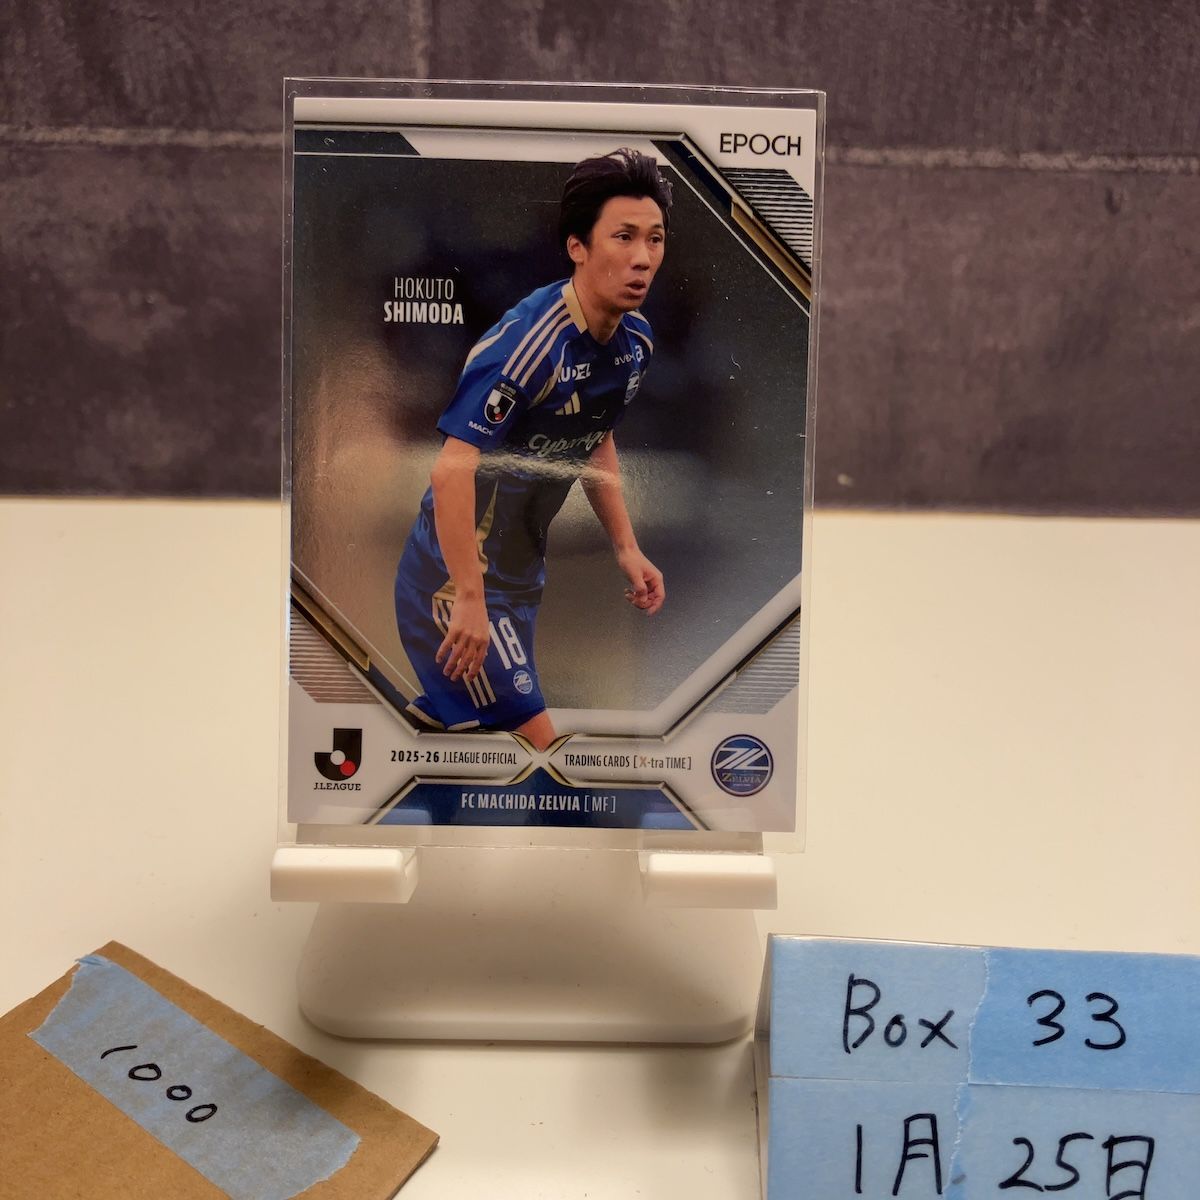 EPOCH
HOKUTO
SHIMODA
J.LEAGUE
2025-26 J.LEAGUE OFFICIAL
TRADING CARDS [X-tra TIME]
ZELVIA
FC MACHIDA ZELVIA [MF]
18
1000
Box 33
1月 25日